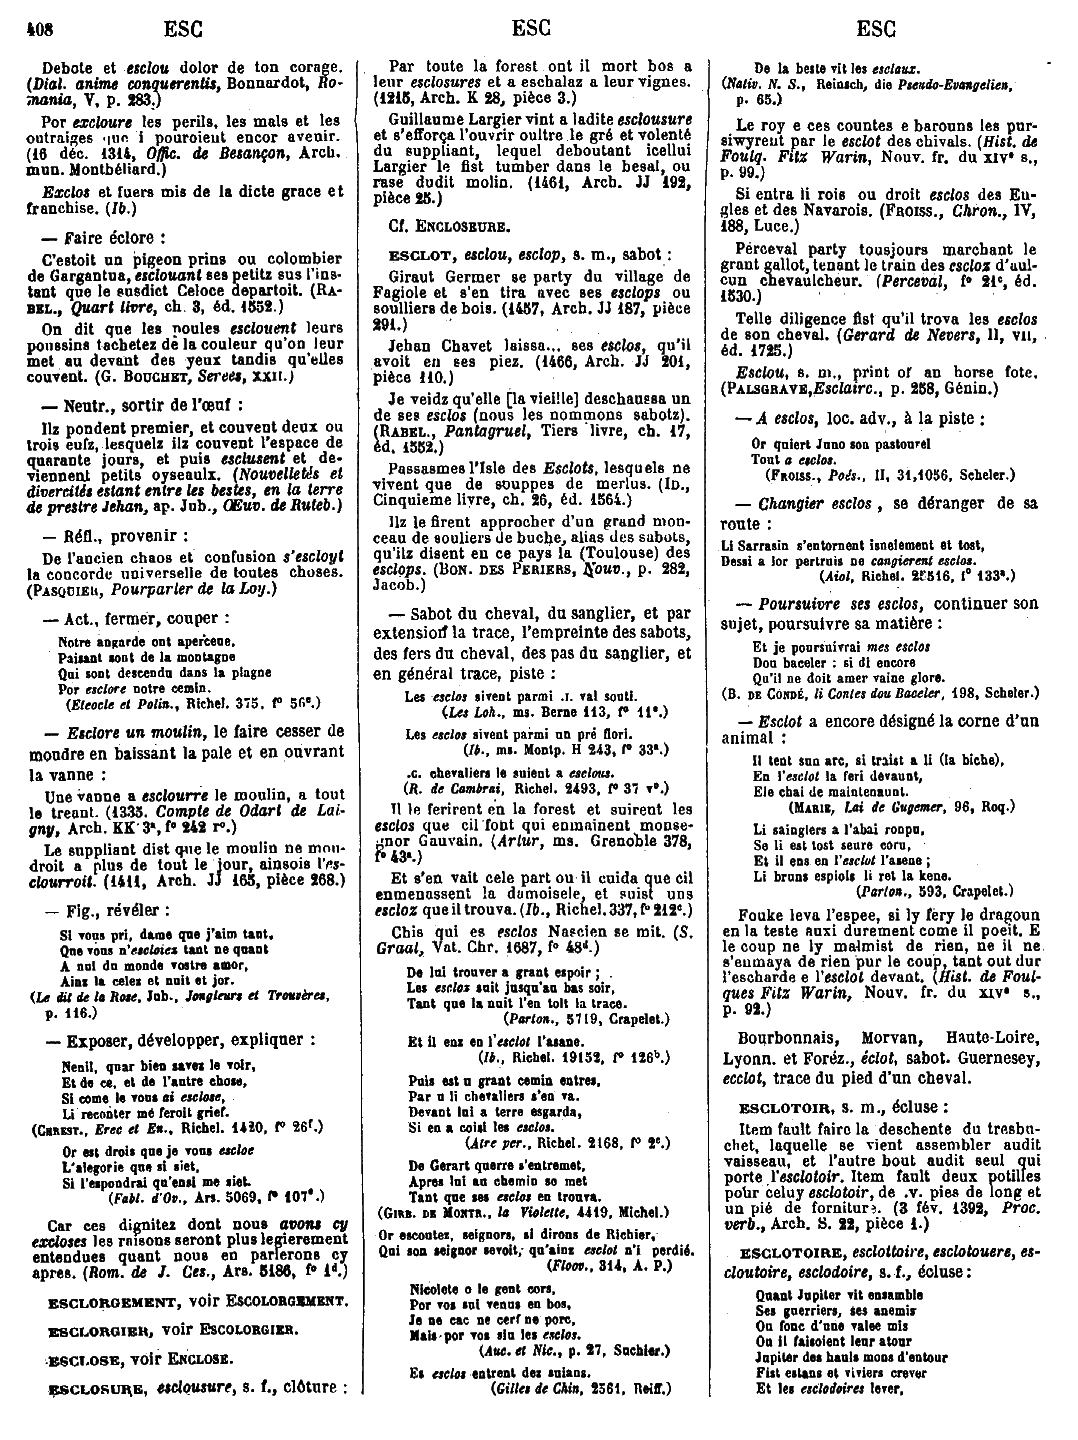 408 ESC ESC ESC
Debote et esclou dolor de ton corage.
(Dial. anime conquerentis, Bonnardot, Ro-
mania, V, p. 283.)
Por excloure les perils, les mals et les
outraiges que i pouroient encor avenir.
(16 déc. 1314, Offic. de Besançon, Arch.
mun. Montbéliard.)
Exclos et fuers mis de la dicte grace et
franchise. (Ib.)
— Faire éclore :
C'estoit un pigeon prins ou colombier
de Gargantua, esclouant ses petitz sus l'ins-
tant que le susdict Celoce departoit. (RA-
BEL., Quart livre, ch. 3, éd. 1552.)
On dit que les poules esclouent leurs
poussins tachetez de la couleur qu'on leur
met au devant des yeux tandis qu'elles
couvent. (G. BOUCHET, Serees, XXII.)
— Neutr., sortir de l'œuf :
Ilz pondent premier, et couvent deux ou
trois eufz, lesquelz ilz couvent l'espace de
quarante jours, et puis esclusent et de-
viennent petits oyseaulx. (Nouvelletés et
divercités estant entre les bestes, en la terre
de prestre Jehan, ap. Jub., Œuv. de Ruteb.)
— Réfl., provenir :
De l'ancien chaos et confusion s'escloyt
la concorde universelle de toutes choses.
(PASQUIER, Pourparler de la Loy.)
— Act., fermer, couper :
Notre angarde ont apercene,
Paisant sont de la montagne
Qui sont descendu dans la plagne
Por esclore notre cemin.
(Eteocle et Polin., Richel. 375, f° 56ᵉ.)
— Esclore un moulin, le faire cesser de
moudre en baissant la pale et en ouvrant
la vanne :
Une vanne a esclourre le moulin, a tout
le treant. (1335. Compte de Odart de Lai-
gny, Arch. KK 3ᵃ, f° 242 r°.)
Le suppliant dist que le moulin ne mou-
droit a plus de tout le jour, ainsois l'es-
clourroit. (1411, Arch. JJ 165, pièce 268.)
— Fig., révéler :
Si vous pri, dame que j'aim tant,
Que vous n'escloiez tant ne quant
A nul du monde vostre amor,
Ainz la celez et nuit et jor.
(Le dit de la Rose, Jub., Jongleurs et Trouvères,
p. 116.)
— Exposer, développer, expliquer :
Nenil, quar bien savez le voir,
Et de ce, et de l'autre chose,
Si come le vous ai esclose,
Li reconter mé feroit grief.
(CHREST., Erec et En., Richel. 1420, f° 26ᶠ.)
Or est drois que je vous escloe
L'alegorie que si siet,
Si l'espondrai qu'ensi me siet.
(Fabl. d'Ov., Ars. 5069, f° 107ᵈ.)
Car ces dignitez dont nous avons cy
excloses les raisons seront plus legierement
entendues quant nous en parlerons cy
apres. (Rom. de J. Ces., Ars. 5186, f° 1ᵈ.)
ESCLORGEMENT, voir ESCOLORGEMENT.
ESCLORGIER, voir ESCOLORGIER.
ESCLOSE, voir ENCLOSE.
ESCLOSURE, esclousure, s. f., clôture :
Par toute la forest ont il mort bos a
leur esclosures et a eschalaz a leur vignes.
(1215, Arch. K 28, pièce 3.)
Guillaume Largier vint a ladite esclousure
et s'efforça l'ouvrir oultre le gré et volenté
du suppliant, lequel deboutant icellui
Largier le fist tumber dans le besal, ou
rase dudit molin. (1461, Arch. JJ 192,
pièce 25.)
Cf. ENCLOSEURE.
ESCLOT, esclou, esclop, s. m., sabot :
Giraut Germer se party du village de
Fagiole et s'en tira avec ses esclops ou
soulliers de bois. (1457, Arch. JJ 187, pièce
291.)
Jehan Chavet laissa... ses esclos, qu'il
avoit en ses piez. (1466, Arch. JJ 201,
pièce 110.)
Je veidz qu'elle [la vieille] deschaussa un
de ses esclos (nous les nommons sabotz).
(RABEL., Pantagruel, Tiers livre, ch. 17,
éd. 1552.)
Passasmes l'Isle des Esclots, lesquels ne
vivent que de souppes de merlus. (ID.,
Cinquieme livre, ch. 26, éd. 1564.)
Ilz le firent approcher d'un grand mon-
ceau de souliers de buche, alias des sabots,
qu'ilz disent en ce pays la (Toulouse) des
esclops. (BON. DES PERIERS, Nouv., p. 282,
Jacob.)
— Sabot du cheval, du sanglier, et par
extension la trace, l'empreinte des sabots,
des fers du cheval, des pas du sanglier, et
en général trace, piste :
Les esclos sivent parmi .I. val souti.
(Les Loh., ms. Berne 113, f° 11ᵉ.)
Les esclos sivent parmi un pré flori.
(Ib., ms. Montp. H 243, f° 33ᵃ.)
.C. chevaliers le suient a esclous.
(R. de Cambrai, Richel. 2493, f° 37 v°.)
Il le ferirent en la forest et suirent les
esclos que cil font qui enmainent monse-
gnor Gauvain. (Artur, ms. Grenoble 378,
f° 43ᵃ.)
Et s'en vait cele part ou il cuida que cil
enmenassent la damoisele, et suist uns
escloz que il trouva. (Ib., Richel. 337, f° 212ᶜ.)
Chis qui es esclos Nascien se mit. (S.
Graal, Vat. Chr. 1687, f° 48ᵈ.)
De lui trouver a grant espoir ;
Les escloz suit jusqu'au bas soir,
Tant que la nuit l'en tolt la trace.
(Parton., 5719, Crapelet.)
Et il enz en l'esclot l'asane.
(Ib., Richel. 19152, f° 126ᵇ.)
Puis est u grant cemin entres,
Par u li chevaliers s'en va.
Devant lui a terre esgarda,
Si en a coisi les esclos.
(Atre per., Richel. 2168, f° 2ᵉ.)
De Gerart querre s'entremet,
Apres lui au chemin se met
Tant que ses esclos en trouva.
(GIRB. DE MONTR., la Violette, 4419, Michel.)
Or escoutez, seignors, si dirons de Richier,
Qui son seignor sevoit, qu'ainz esclot n'i perdié.
(Floov., 314, A. P.)
Nicolete o le gent cors,
Por vos sui venus en bos,
Je ne cac ne cerf ne porc,
Mais por vos siu les esclos.
(Auc. et Nic., p. 27, Suchier.)
Es esclos entrent des suians.
(Gilles de Chin, 2561, Reiff.)
De la beste vit les esclaux.
(Nativ. N. S., Reinsch, die Pseudo-Evangelien,
p. 65.)
Le roy e ces countes e barouns les pur-
siwyrent par le esclot des chivals. (Hist. de
Foulq. Fitz Warin, Nouv. fr. du XIVᵉ s.,
p. 99.)
Si entra li rois ou droit esclos des En-
gles et des Navarois. (FROISS., Chron., IV,
188, Luce.)
Perceval party tousjours marchant le
grant gallot, tenant le train des escloz d'aul-
cun chevaulcheur. (Perceval, f° 21ᶜ, éd.
1530.)
Telle diligence fist qu'il trova les esclos
de son cheval. (Gerard de Nevers, II, VII,
éd. 1725.)
Esclou, s. m., print of an horse fote.
(PALSGRAVE, Esclairc., p. 258, Génin.)
— A esclos, loc. adv., à la piste :
Or quiert Juno son pastourel
Tout a esclos.
(FROISS., Poés., II, 31,1056, Scheler.)
— Changier esclos, se déranger de sa
route :
Li Sarrasin s'entornent isnelement et tost,
Dessi a lor pertruis ne cangierent esclos.
(Aiol, Richel. 25516, f° 133ᵃ.)
— Poursuivre ses esclos, continuer son
sujet, poursuivre sa matière :
Et je poursuivrai mes esclos
Dou baceler : si di encore
Qu'il ne doit amer vaine glore.
(B. DE CONDÉ, li Contes dou Baceler, 198, Scheler.)
— Esclot a encore désigné la corne d'un
animal :
Il tent sun arc, si traist a li (la biche),
En l'esclot la feri devaunt,
Ele chai de maintenaunt.
(MARIE, Lai de Gugemer, 96, Roq.)
Li saingliers a l'abai ronpu,
Se li est tost seure coru,
Et il ens en l'esclot l'asene ;
Li bruns espiols li ret la kene.
(Parton., 593, Crapelet.)
Fouke leva l'espee, si ly fery le dragoun
en la teste auxi durement come il poeit. E
le coup ne ly malmist de rien, ne il ne
s'eumaya de rien pur le coup, tant out dur
l'escharde e l'esclot devant. (Hist. de Foul-
ques Fitz Warin, Nouv. fr. du XIVᵉ s.,
p. 92.)
Bourbonnais, Morvan, Haute-Loire,
Lyonn. et Foréz., éclot, sabot. Guernesey,
ecclot, trace du pied d'un cheval.
ESCLOTOIR, s. m., écluse :
Item fault faire la deschente du trebu-
chet, laquelle se vient assembler audit
vaisseau, et l'autre bout audit seul qui
porte l'esclotoir. Item fault deux potilles
pour celuy esclotoir, de .v. pies de long et
un pié de forniture. (3 fév. 1392, Proc.
verb., Arch. S. 22, pièce 1.)
ESCLOTOIRE, escloitoire, esclotouere, es-
cloutoire, esclodoire, s. f., écluse :
Quant Jupiter vit ensamble
Ses guerriers, ses anemis
Ou fonc d'une valee mis
Ou il faisoient leur atour
Jupiter des hauls mons d'entour
Fist estans et viviers crever
Et les esclodoires lever,